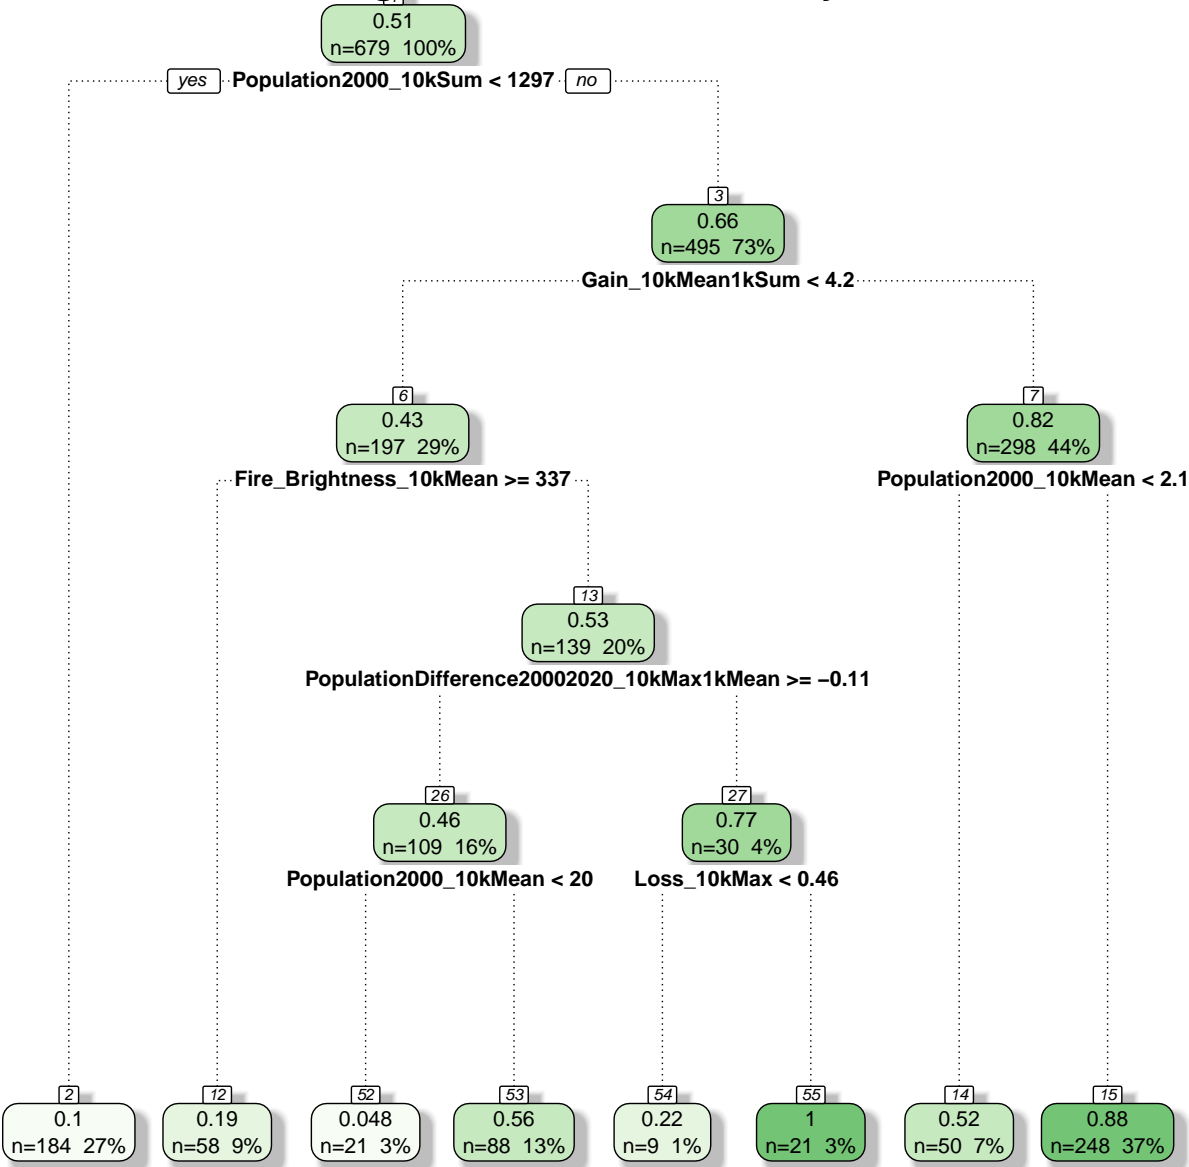 0.51
n=679 100%
yes Population2000_10kSum < 1297 no
3
0.66
n=495 73%
Gain_10kMean1kSum < 4.2
6 7
0.43 0.82
n=197 29% n=298 44%
Fire_Brightness_10kMean >= 337 Population2000_10kMean < 2.1
13
0.53
n=139 20%
PopulationDifference20002020_10kMax1kMean >= −0.11
26 27
0.46 0.77
n=109 16% n=30 4%
Population2000_10kMean < 20 Loss_10kMax < 0.46
2 12 52 53 54 55 14 15
0.1 0.19 0.048 0.56 0.22 1 0.52 0.88
n=184 27% n=58 9% n=21 3% n=88 13% n=9 1% n=21 3% n=50 7% n=248 37%